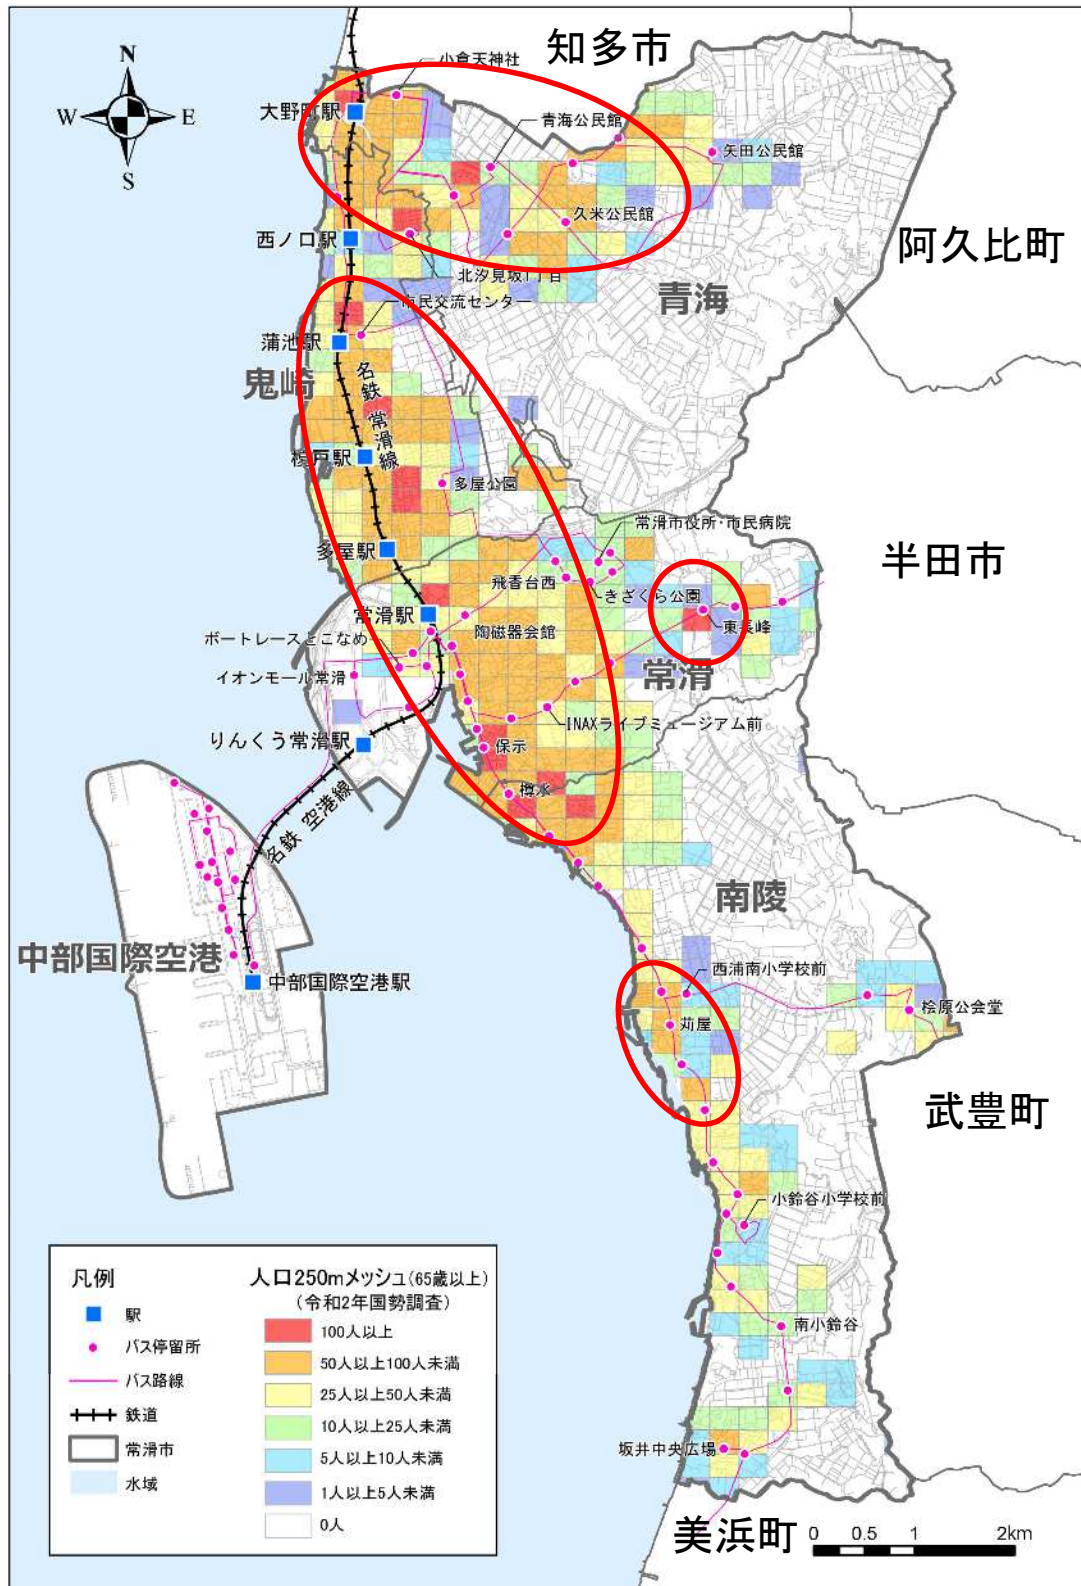 知多市
N
W
E
S
小倉天神社
大野町駅
青海公民館
矢田公民館
久米公民館
西ノ口駅
阿久比町
北汐見坂1丁目
青海
市民交流センター
蒲池駅
鬼崎
名鉄 常滑線
榎戸駅
多屋公園
常滑市役所・市民病院
多屋駅
半田市
飛香台西
きざくら公園
常滑駅
東長峰
陶磁器会館
ボートレースとこなめ
常滑
イオンモール常滑
INAXライブミュージアム前
りんくう常滑駅
保示
樽水
名鉄 空港線
南陵
中部国際空港
西浦南小学校前
中部国際空港駅
桧原公会堂
苅屋
武豊町
小鈴谷小学校前
南小鈴谷
坂井中央広場
美浜町
0 0.5 1 2km
凡例
駅
バス停留所
バス路線
鉄道
常滑市
水域
人口250mメッシュ(65歳以上)
(令和2年国勢調査)
100人以上
50人以上100人未満
25人以上50人未満
10人以上25人未満
5人以上10人未満
1人以上5人未満
0人